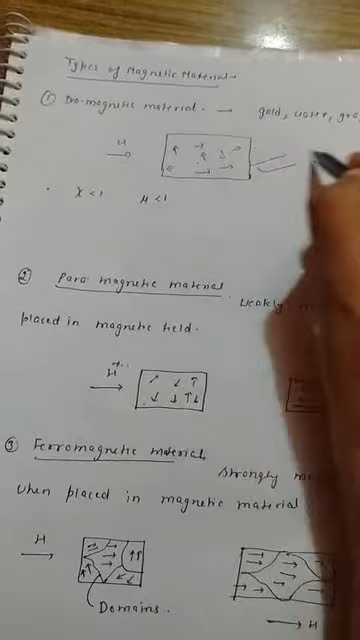 Types of Magnetic Material.
① Dia-magnetic material. → gold, water,
H
χ < 1 μ < 1
② Para magnetic material. weakly
placed in magnetic field.
H
③ Ferromagnetic material. strongly
when placed in magnetic material
H
Domains.
H